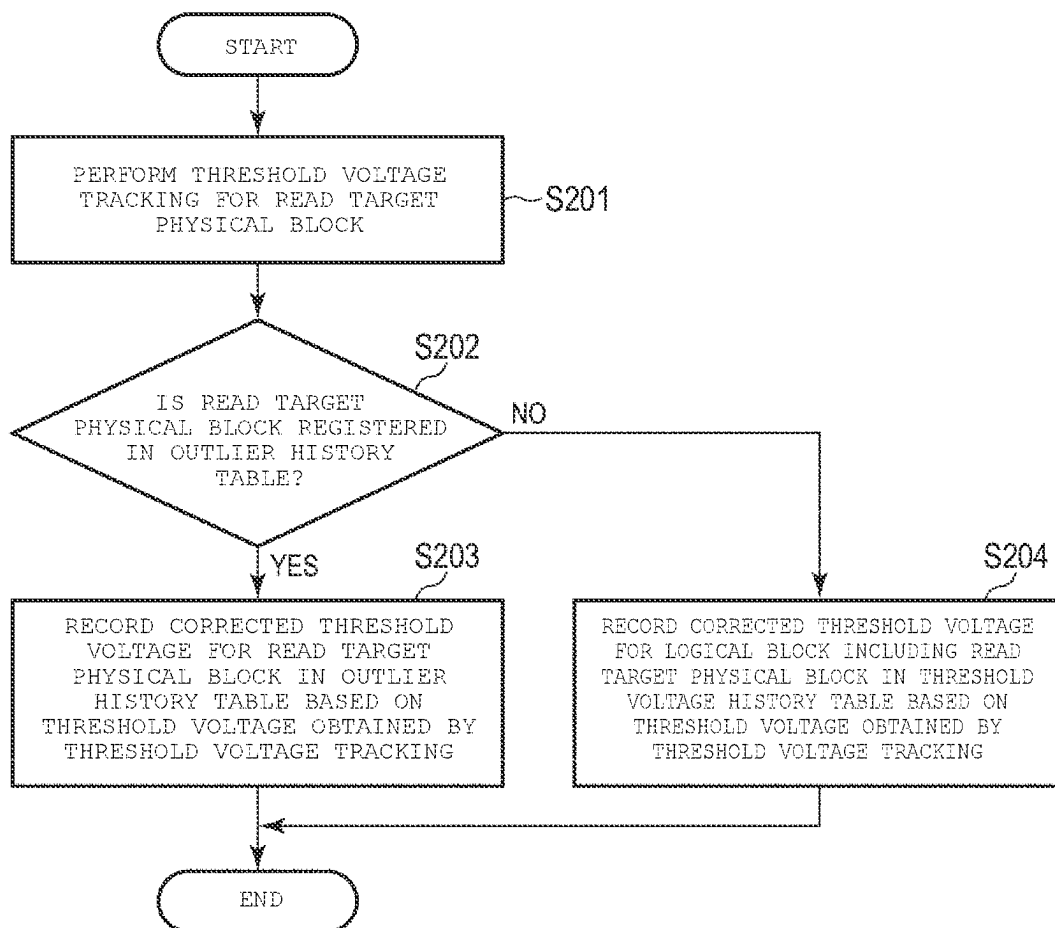 START
PERFORM THRESHOLD VOLTAGE
TRACKING FOR READ TARGET
PHYSICAL BLOCK
S201
S202
IS READ TARGET
PHYSICAL BLOCK REGISTERED
IN OUTLIER HISTORY
TABLE?
NO
YES
S203
RECORD CORRECTED THRESHOLD
VOLTAGE FOR READ TARGET
PHYSICAL BLOCK IN OUTLIER
HISTORY TABLE BASED ON
THRESHOLD VOLTAGE OBTAINED BY
THRESHOLD VOLTAGE TRACKING
S204
RECORD CORRECTED THRESHOLD VOLTAGE
FOR LOGICAL BLOCK INCLUDING READ
TARGET PHYSICAL BLOCK IN THRESHOLD
VOLTAGE HISTORY TABLE BASED ON
THRESHOLD VOLTAGE OBTAINED BY
THRESHOLD VOLTAGE TRACKING
END